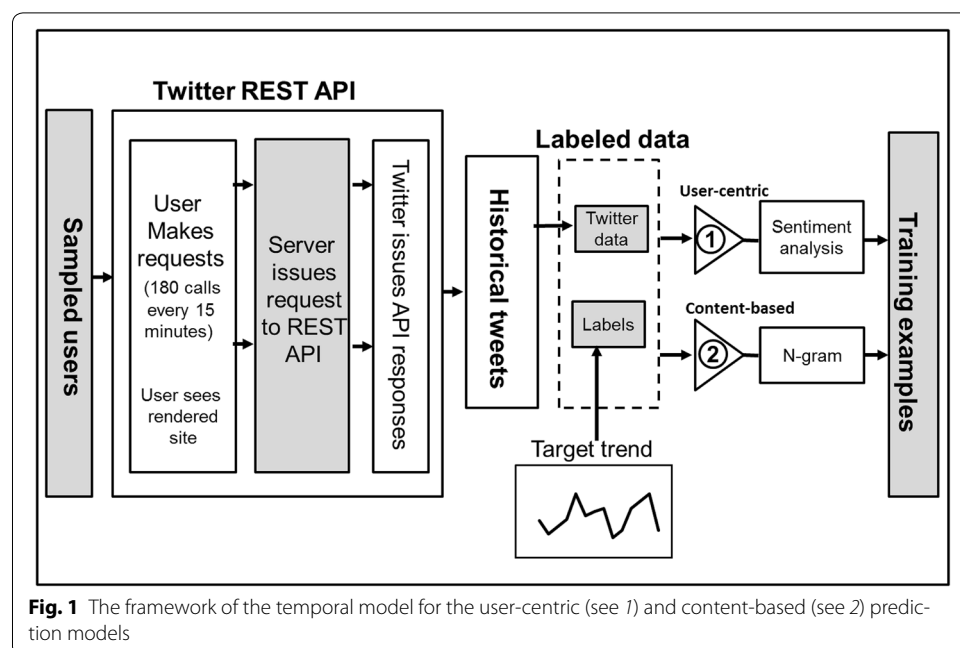 Twitter REST API
Sampled users
User
Makes
requests
(180 calls
every 15
minutes)
User sees
rendered
site
Server
issues
request
to REST
API
Twitter issues API responses
Historical tweets
Labeled data
Twitter
data
Labels
Target trend
User-centric
1
Sentiment
analysis
Content-based
2
N-gram
Training examples
Fig. 1 The framework of the temporal model for the user-centric (see 1) and content-based (see 2) predic-
tion models